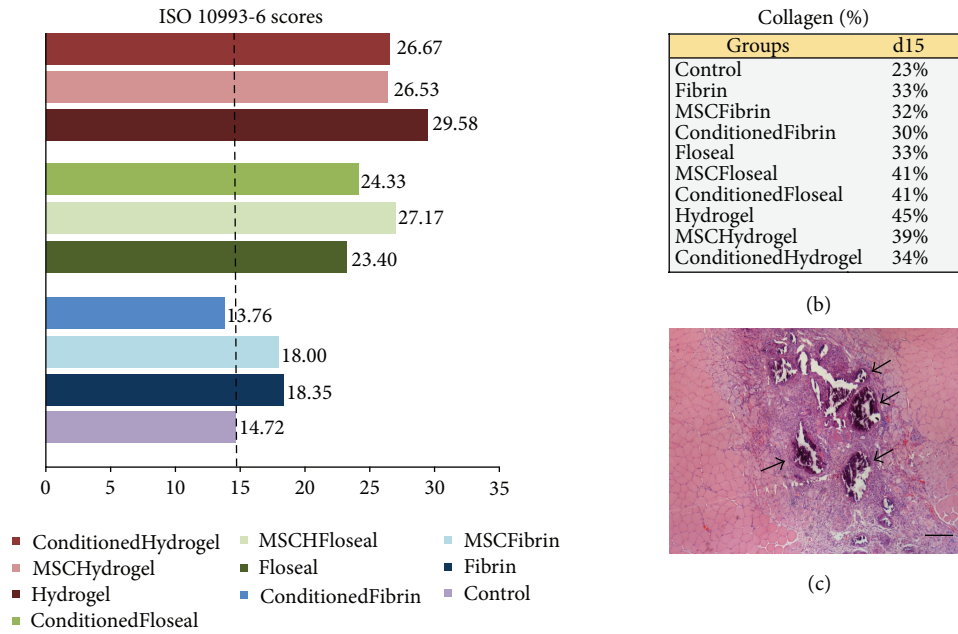 ISO 10993-6 scores
26.67
26.53
29.58
24.33
27.17
23.40
13.76
18.00
18.35
14.72
0 5 10 15 20 25 30 35
ConditionedHydrogel
MSCHydrogel
Hydrogel
ConditionedFloseal
MSCHFloseal
Floseal
ConditionedFibrin
MSCFibrin
Fibrin
Control
Collagen (%)
Groups d15
Control 23%
Fibrin 33%
MSCFibrin 32%
ConditionedFibrin 30%
Floseal 33%
MSCFloseal 41%
ConditionedFloseal 41%
Hydrogel 45%
MSCHydrogel 39%
ConditionedHydrogel 34%
(b)
(c)